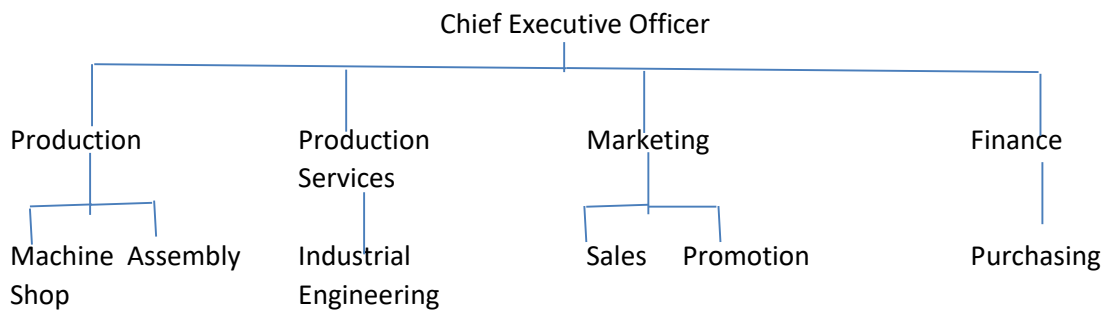 Chief Executive Officer
Production Production Marketing Finance
Services
Machine Assembly Industrial Sales Promotion Purchasing
Shop Engineering